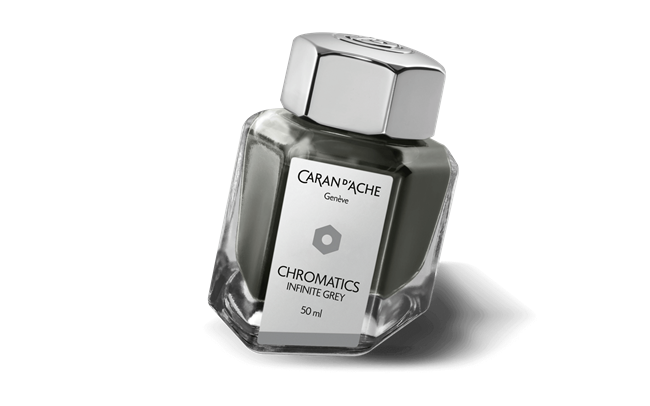 CARAN D'ACHE
Genève
CHROMATICS
INFINITE GREY
50 ml